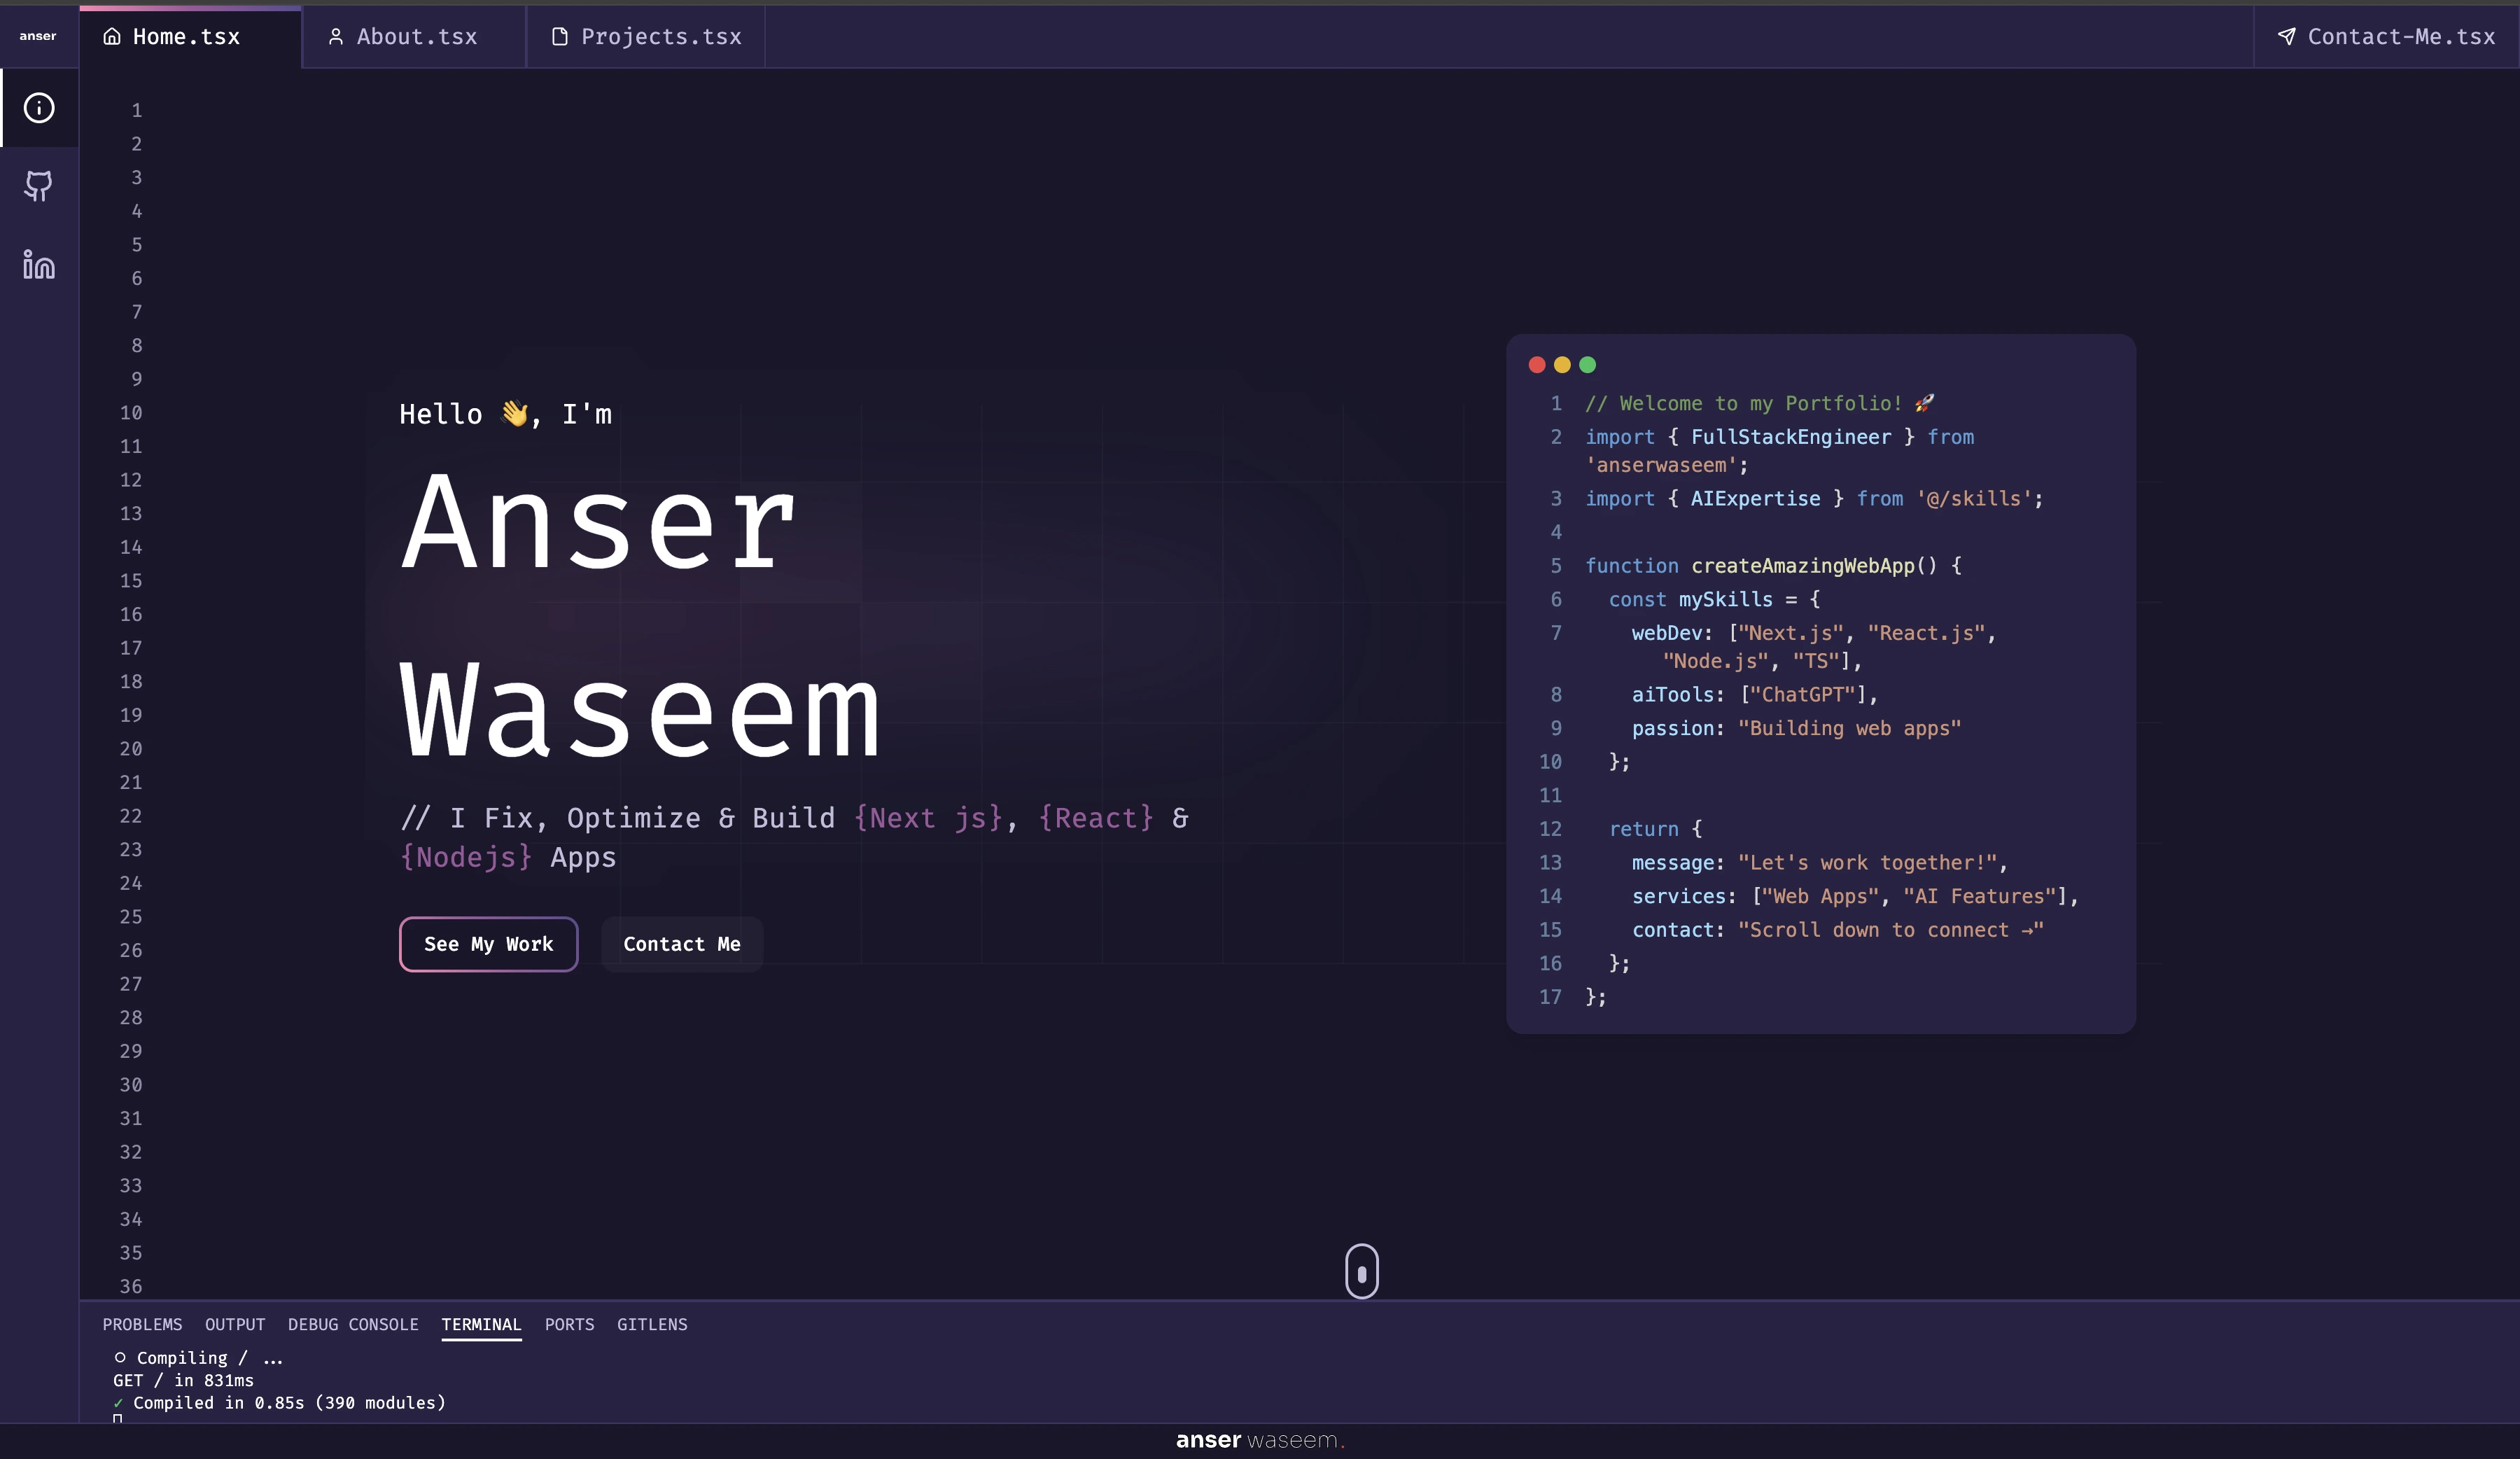 anser
Home.tsx
About.tsx
Projects.tsx
Contact-Me.tsx
1
2
3
4
5
6
7
8
9
10
11
12
13
14
15
16
17
18
19
20
21
22
23
24
25
26
27
28
29
30
31
32
33
34
35
36
Hello 👋, I'm
Anser
Waseem
// I Fix, Optimize & Build {Next js}, {React} &
{Nodejs} Apps
See My Work
Contact Me
1 // Welcome to my Portfolio! 🚀
2 import { FullStackEngineer } from
'anserwaseem';
3 import { AIExpertise } from '@/skills';
4
5 function createAmazingWebApp() {
6 const mySkills = {
7 webDev: ["Next.js", "React.js",
"Node.js", "TS"],
8 aiTools: ["ChatGPT"],
9 passion: "Building web apps"
10 };
11
12 return {
13 message: "Let's work together!",
14 services: ["Web Apps", "AI Features"],
15 contact: "Scroll down to connect →"
16 };
17 };
PROBLEMS OUTPUT DEBUG CONSOLE TERMINAL PORTS GITLENS
○ Compiling / ...
GET / in 831ms
✓ Compiled in 0.85s (390 modules)
anser waseem.